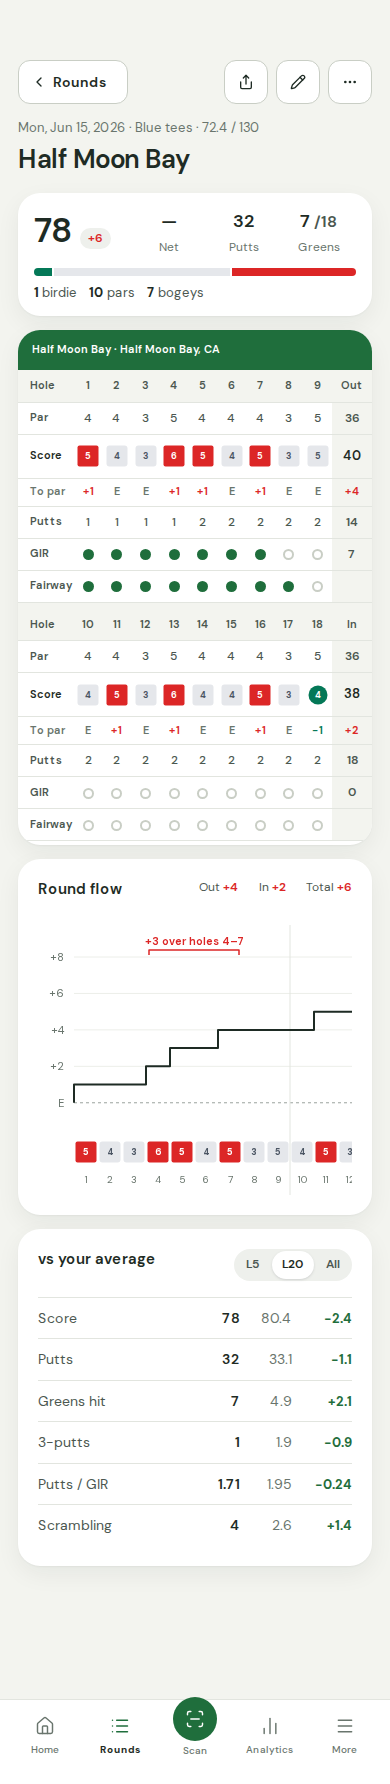 Rounds
Mon, Jun 15, 2026 · Blue tees · 72.4 / 130
Half Moon Bay
78 +6 — 32 7 /18
Net Putts Greens
1 birdie 10 pars 7 bogeys
Half Moon Bay · Half Moon Bay, CA
Hole 1 2 3 4 5 6 7 8 9 Out
Par 4 4 3 5 4 4 4 3 5 36
Score 5 4 3 6 5 4 5 3 5 40
To par +1 E E +1 +1 E +1 E E +4
Putts 1 1 1 1 2 2 2 2 2 14
GIR 7
Fairway
Hole 10 11 12 13 14 15 16 17 18 In
Par 4 4 3 5 4 4 4 3 5 36
Score 4 5 3 6 4 4 5 3 4 38
To par E +1 E +1 E E +1 E −1 +2
Putts 2 2 2 2 2 2 2 2 2 18
GIR 0
Fairway
Round flow Out +4 In +2 Total +6
+3 over holes 4–7
+8
+6
+4
+2
E
5 4 3 6 5 4 5 3 5 4 5 3
1 2 3 4 5 6 7 8 9 10 11 12
vs your average L5 L20 All
Score 78 80.4 −2.4
Putts 32 33.1 −1.1
Greens hit 7 4.9 +2.1
3-putts 1 1.9 −0.9
Putts / GIR 1.71 1.95 −0.24
Scrambling 4 2.6 +1.4
Home Rounds Scan Analytics More